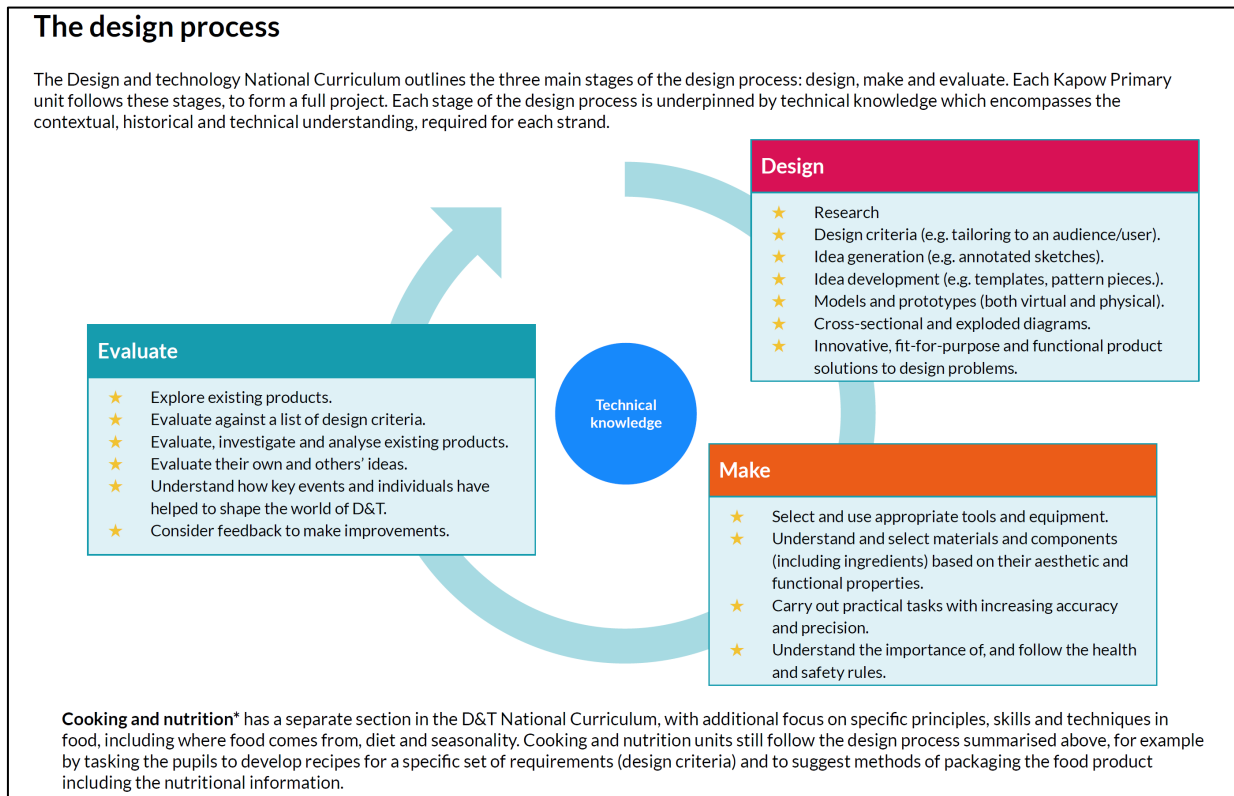 The design process
The Design and technology National Curriculum outlines the three main stages of the design process: design, make and evaluate. Each Kapow Primary
unit follows these stages, to form a full project. Each stage of the design process is underpinned by technical knowledge which encompasses the
contextual, historical and technical understanding, required for each strand.
Design
★ Research
★ Design criteria (e.g. tailoring to an audience/user).
★ Idea generation (e.g. annotated sketches).
★ Idea development (e.g. templates, pattern pieces.).
★ Models and prototypes (both virtual and physical).
★ Cross-sectional and exploded diagrams.
★ Innovative, fit-for-purpose and functional product
solutions to design problems.
Technical
knowledge
Make
★ Select and use appropriate tools and equipment.
★ Understand and select materials and components
(including ingredients) based on their aesthetic and
functional properties.
★ Carry out practical tasks with increasing accuracy
and precision.
★ Understand the importance of, and follow the health
and safety rules.
Evaluate
★ Explore existing products.
★ Evaluate against a list of design criteria.
★ Evaluate, investigate and analyse existing products.
★ Evaluate their own and others’ ideas.
★ Understand how key events and individuals have
helped to shape the world of D&T.
★ Consider feedback to make improvements.
Cooking and nutrition* has a separate section in the D&T National Curriculum, with additional focus on specific principles, skills and techniques in
food, including where food comes from, diet and seasonality. Cooking and nutrition units still follow the design process summarised above, for example
by tasking the pupils to develop recipes for a specific set of requirements (design criteria) and to suggest methods of packaging the food product
including the nutritional information.